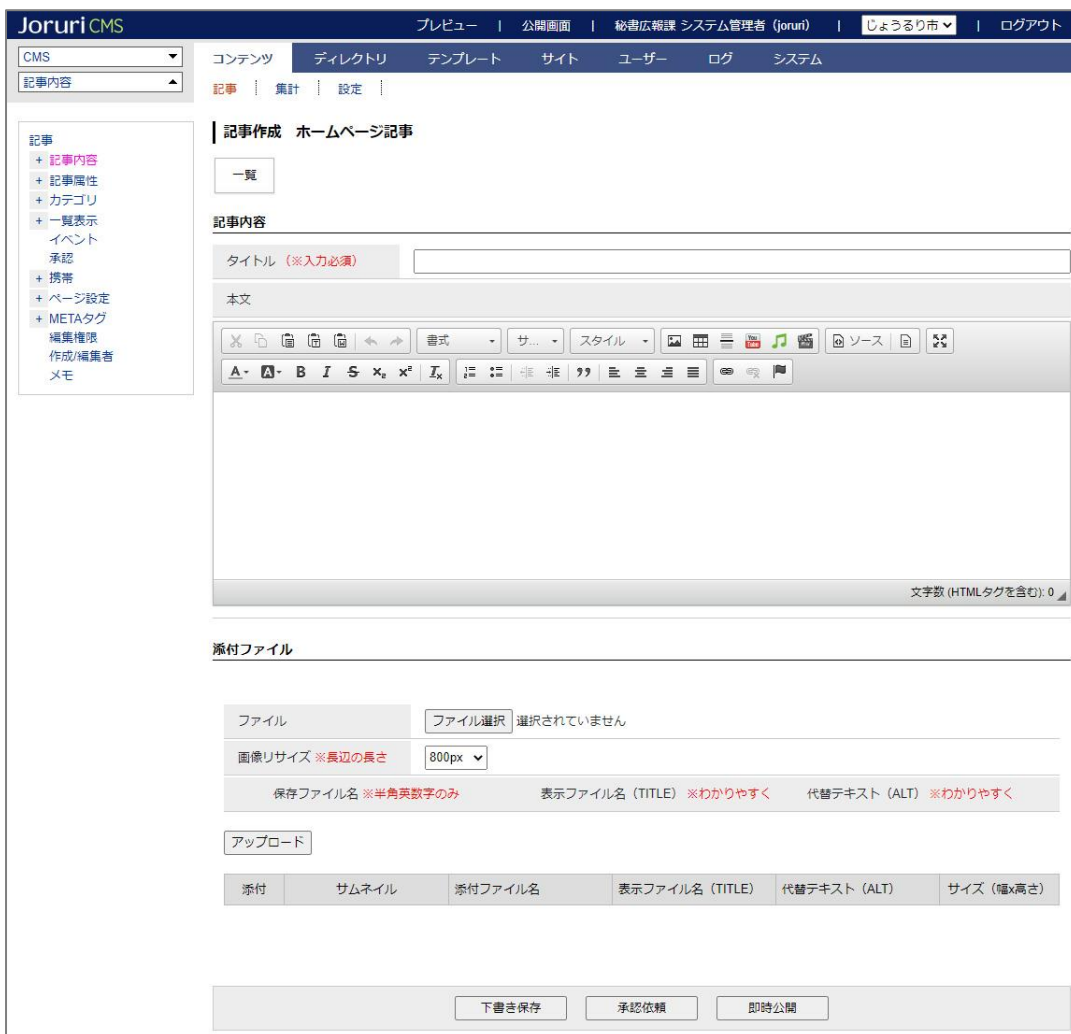 Joruri CMS
プレビュー | 公開画面 | 秘書広報課 システム管理者 (joruri) | じょうるり市 | ログアウト
CMS
コンテンツ ディレクトリ テンプレート サイト ユーザー ログ システム
記事内容
記事 集計 設定
記事
+ 記事内容
+ 記事属性
+ カテゴリ
+ 一覧表示
イベント
承認
+ 携帯
+ ページ設定
+ METAタグ
編集権限
作成/編集者
メモ
記事作成 ホームページ記事
一覧
記事内容
タイトル (※入力必須)
本文
書式 サ... スタイル You Tube ソース
A A B I S x₂ x² Ix
文字数 (HTMLタグを含む): 0
添付ファイル
ファイル ファイル選択 選択されていません
画像リサイズ ※長辺の長さ 800px
保存ファイル名 ※半角英数字のみ 表示ファイル名(TITLE) ※わかりやすく 代替テキスト(ALT) ※わかりやすく
アップロード
添付 サムネイル 添付ファイル名 表示ファイル名(TITLE) 代替テキスト(ALT) サイズ(幅x高さ)
下書き保存 承認依頼 即時公開